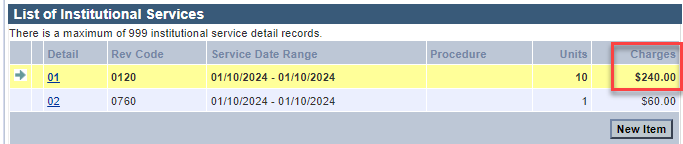 List of Institutional Services
There is a maximum of 999 institutional service detail records.
Detail Rev Code Service Date Range Procedure Units Charges
01 0120 01/10/2024 - 01/10/2024 10 $240.00
02 0760 01/10/2024 - 01/10/2024 1 $60.00
New Item